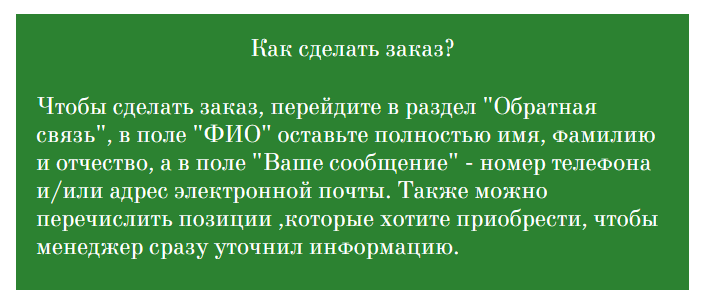 Как сделать заказ?
Чтобы сделать заказ, перейдите в раздел "Обратная
связь", в поле "ФИО" оставьте полностью имя, фамилию
и отчество, а в поле "Ваше сообщение" - номер телефона
и/или адрес электронной почты. Также можно
перечислить позиции ,которые хотите приобрести, чтобы
менеджер сразу уточнил информацию.